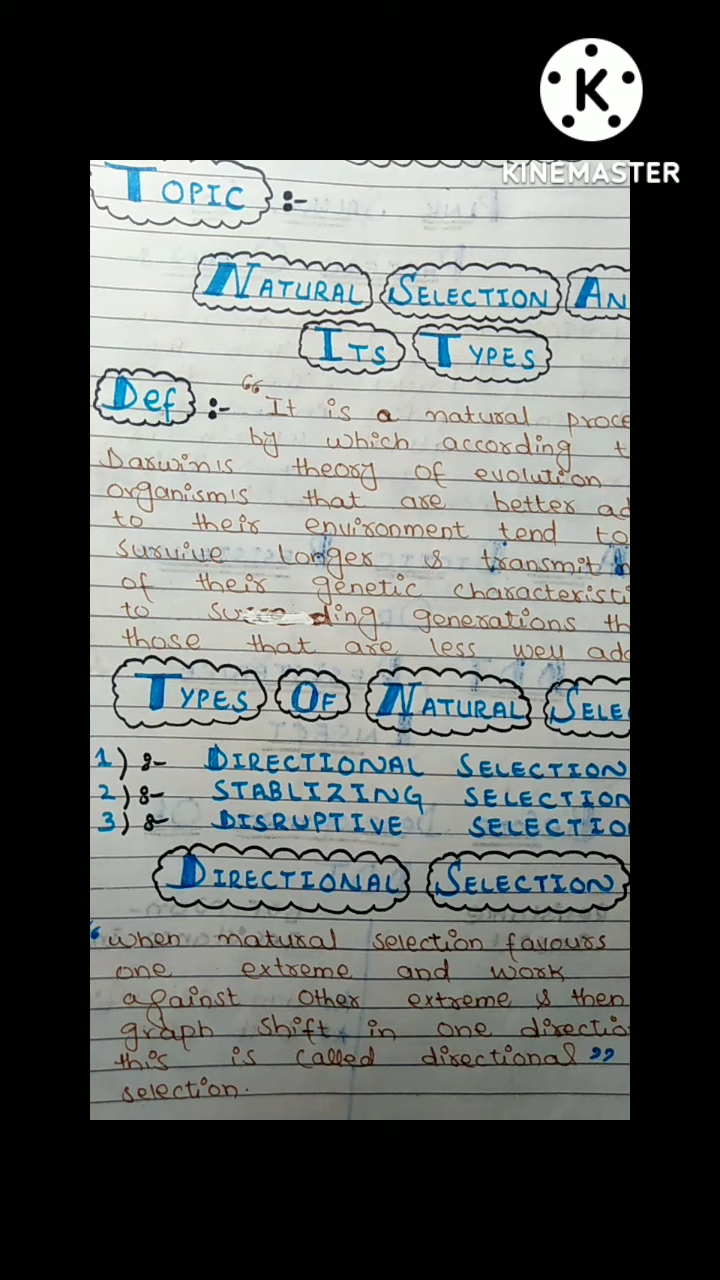 KINEMASTER
TOPIC :-
NATURAL SELECTION AN
ITS TYPES
Def :- "It is a natural proce
by which according t
Darwin's theory of evolution
organism's that are better ad
to their environment tend to
survive longer & transmit
of their genetic characteristi
to ding generations th
those that are less well ada
TYPES OF NATURAL SELE
1) :- DIRECTIONAL SELECTION
2) :- STABLIZING SELECTION
3) :- DISRUPTIVE SELECTIO
DIRECTIONAL SELECTION
"when natural selection favours
one extreme and work
against other extreme & then
graph shift in one directio
this is called directional"
selection.